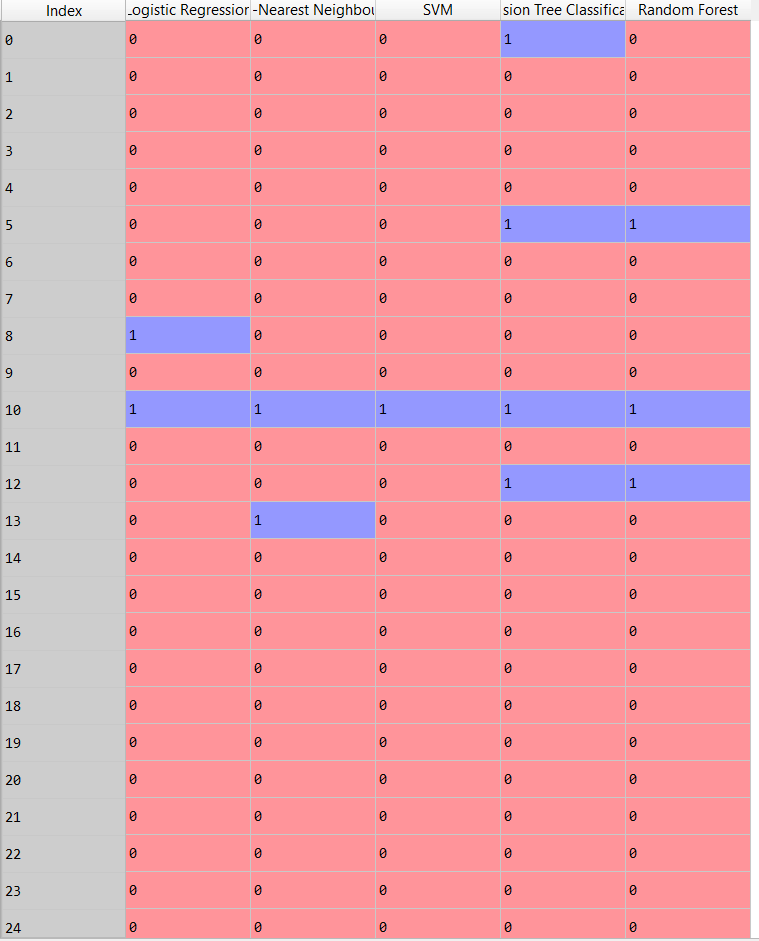 Index ogistic Regression -Nearest Neighbou SVM sion Tree Classifica Random Forest
0 0 0 0 1 0
1 0 0 0 0 0
2 0 0 0 0 0
3 0 0 0 0 0
4 0 0 0 0 0
5 0 0 0 1 1
6 0 0 0 0 0
7 0 0 0 0 0
8 1 0 0 0 0
9 0 0 0 0 0
10 1 1 1 1 1
11 0 0 0 0 0
12 0 0 0 1 1
13 0 1 0 0 0
14 0 0 0 0 0
15 0 0 0 0 0
16 0 0 0 0 0
17 0 0 0 0 0
18 0 0 0 0 0
19 0 0 0 0 0
20 0 0 0 0 0
21 0 0 0 0 0
22 0 0 0 0 0
23 0 0 0 0 0
24 0 0 0 0 0